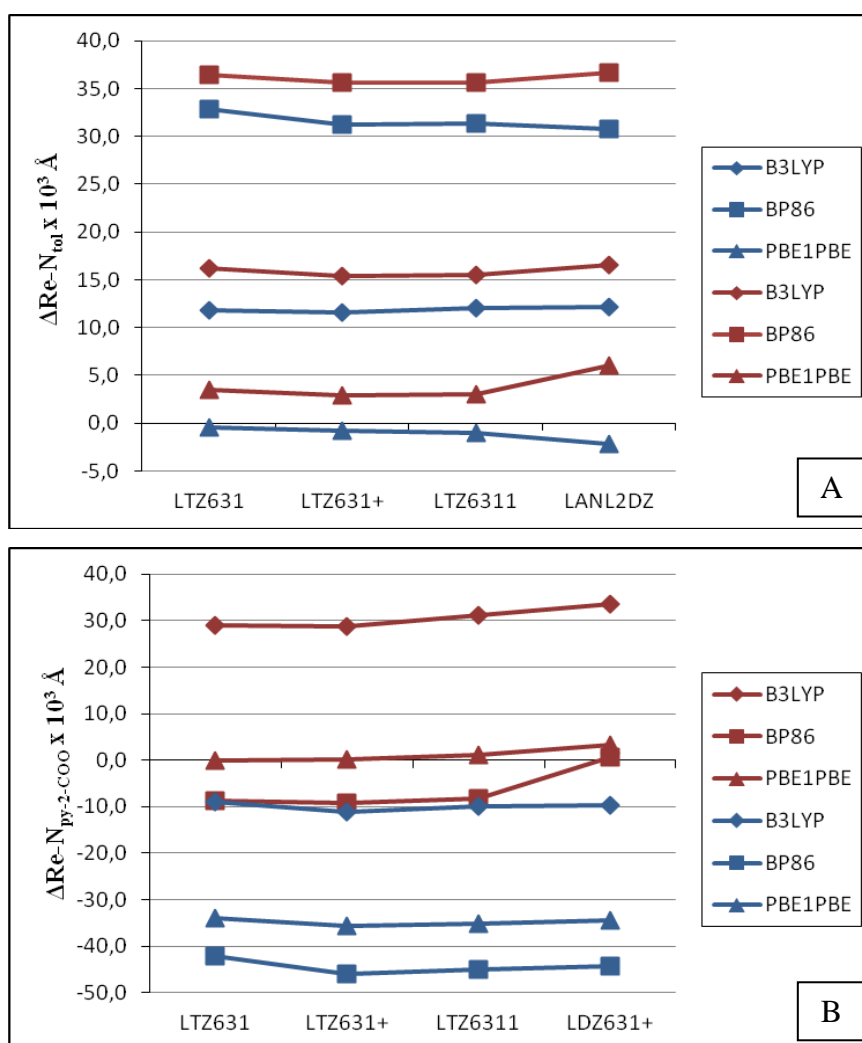 A
ΔRe-Nₜₒₗ x 10³ Å
40,0
35,0
30,0
25,0
20,0
15,0
10,0
5,0
0,0
-5,0
LTZ631 LTZ631+ LTZ6311 LANL2DZ
B3LYP
BP86
PBE1PBE
B3LYP
BP86
PBE1PBE
B
ΔRe-N_py-2-COO x 10³ Å
40,0
30,0
20,0
10,0
0,0
-10,0
-20,0
-30,0
-40,0
-50,0
LTZ631 LTZ631+ LTZ6311 LDZ631+
B3LYP
BP86
PBE1PBE
B3LYP
BP86
PBE1PBE